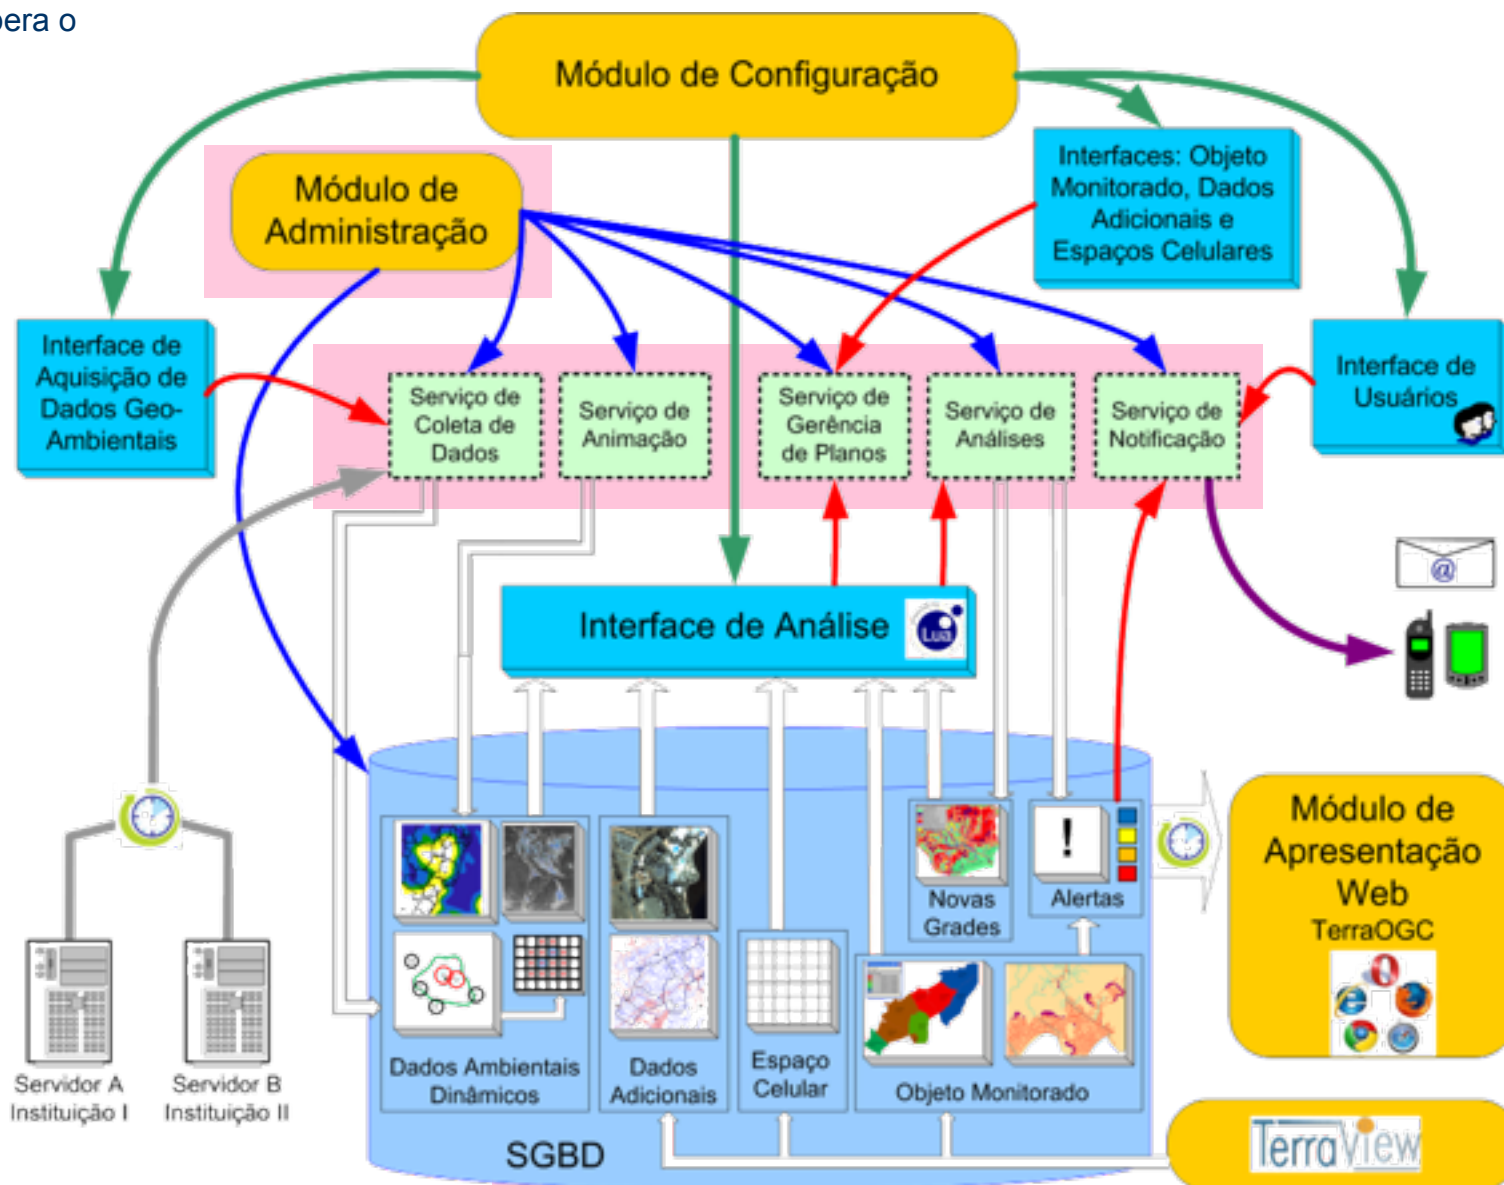 pera o
Módulo de Configuração
Módulo de
Administração
Interfaces: Objeto
Monitorado, Dados
Adicionais e
Espaços Celulares
Interface de
Aquisição de
Dados Geo-
Ambientais
Serviço de
Coleta de
Dados
Serviço de
Animação
Serviço de
Gerência
de Planos
Serviço de
Análises
Serviço de
Notificação
Interface de
Usuários
@
Interface de Análise
Lua
!
Novas
Grades
Alertas
Módulo de
Apresentação
Web
TerraOGC
Dados Ambientais
Dinâmicos
Dados
Adicionais
Espaço
Celular
Objeto Monitorado
Servidor A
Instituição I
Servidor B
Instituição II
SGBD
TerraView